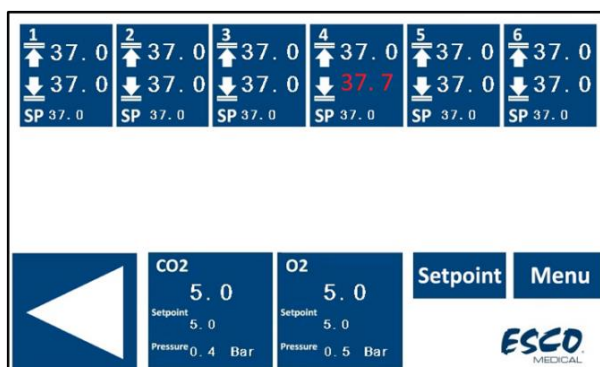 1 2 3 4 5 6
37.0 37.0 37.0 37.0 37.0 37.0
37.0 37.0 37.0 37.7 37.0 37.0
SP 37.0 SP 37.0 SP 37.0 SP 37.0 SP 37.0 SP 37.0
CO2
5.0
Setpoint
5.0
Pressure 0.4 Bar
O2
5.0
Setpoint
5.0
Pressure 0.5 Bar
Setpoint
Menu
ESCO
MEDICAL